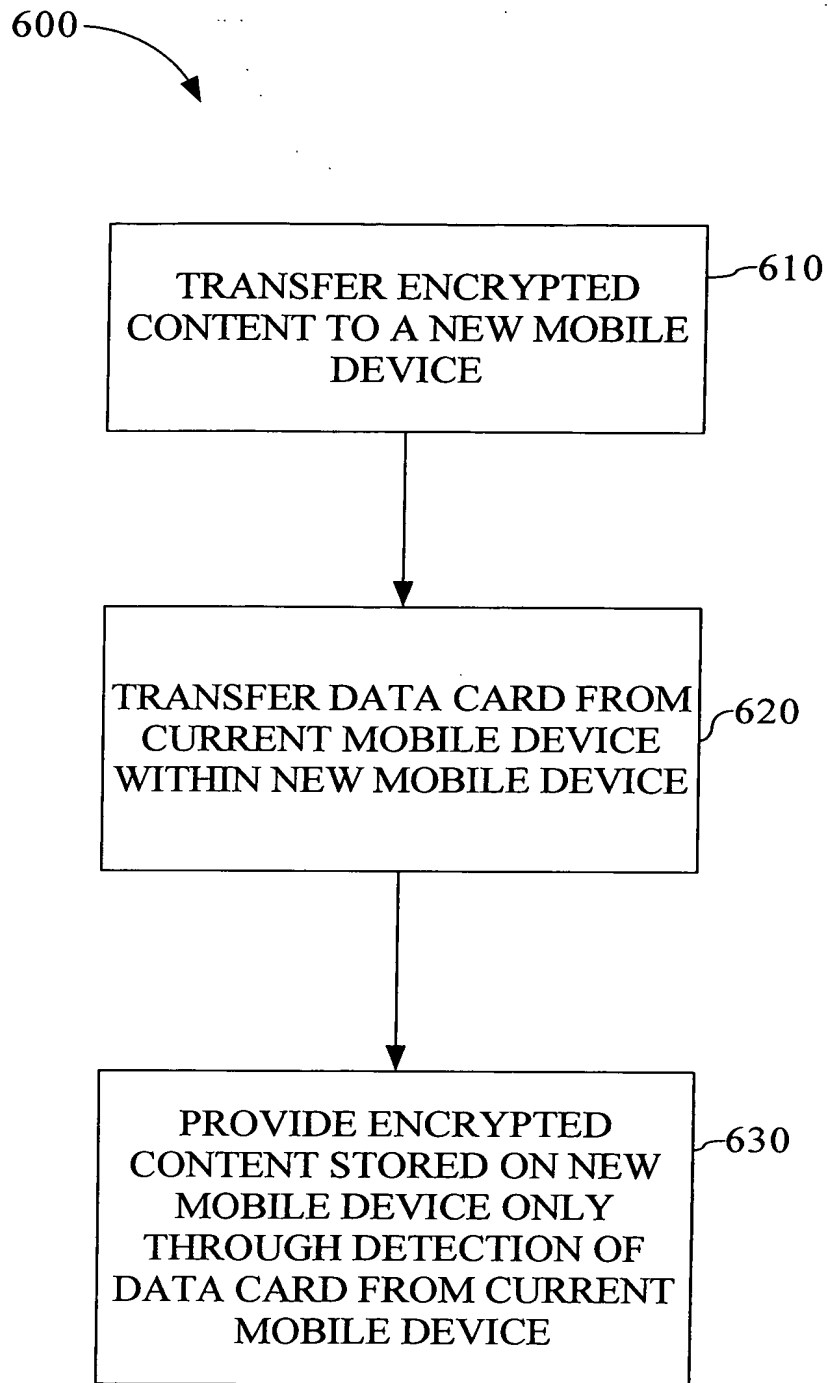 600
TRANSFER ENCRYPTED
CONTENT TO A NEW MOBILE
DEVICE
610
TRANSFER DATA CARD FROM
CURRENT MOBILE DEVICE
WITHIN NEW MOBILE DEVICE
620
PROVIDE ENCRYPTED
CONTENT STORED ON NEW
MOBILE DEVICE ONLY
THROUGH DETECTION OF
DATA CARD FROM CURRENT
MOBILE DEVICE
630